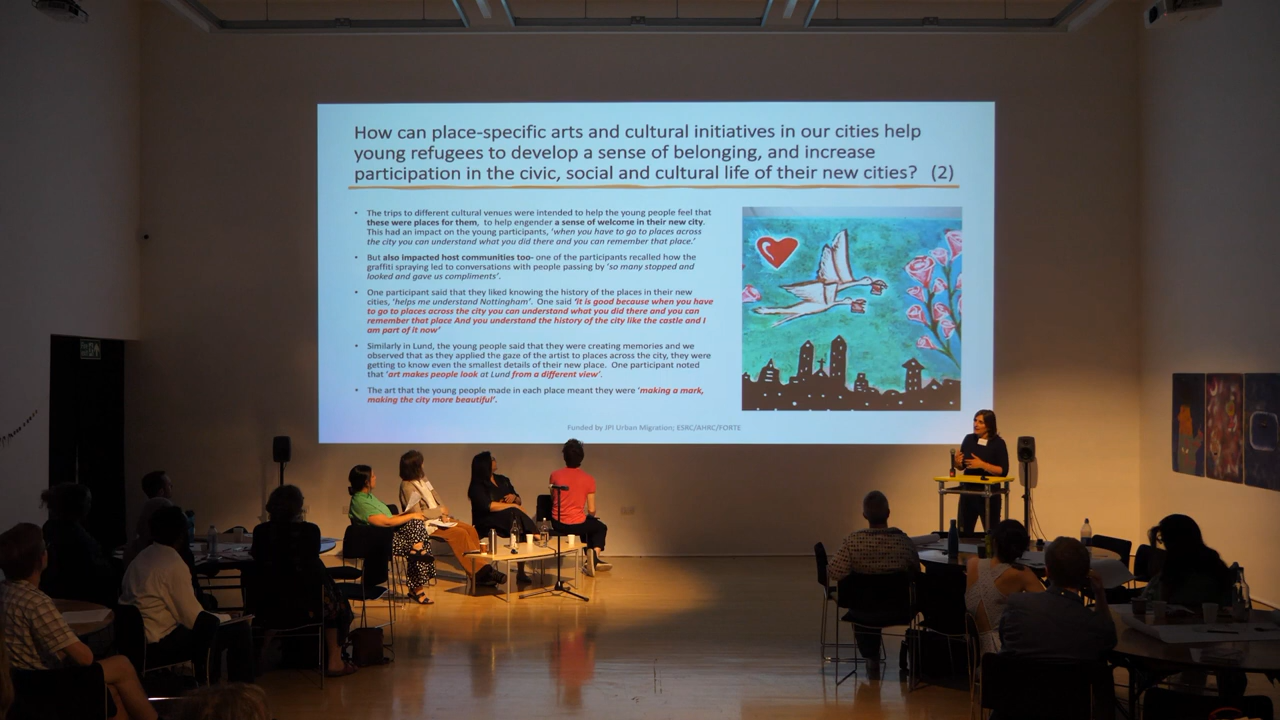 How can place-specific arts and cultural initiatives in our cities help
young refugees to develop a sense of belonging, and increase
participation in the civic, social and cultural life of their new cities? (2)
• The trips to different cultural venues were intended to help the young people feel that
these were places for them, to help engender a sense of welcome in their new city.
This had an impact on the young participants, 'when you have to go to places across
the city you can understand what you did there and you can remember that place.'
• But also impacted host communities too- one of the participants recalled how the
graffiti spraying led to conversations with people passing by 'so many stopped and
looked and gave us compliments'.
• One participant said that they liked knowing the history of the places in their new
cities, 'helps me understand Nottingham'. One said 'it is good because when you have
to go to places across the city you can understand what you did there and you can
remember that place And you understand the history of the city like the castle and I
am part of it now'
• Similarly in Lund, the young people said that they were creating memories and we
observed that as they applied the gaze of the artist to places across the city, they were
getting to know even the smallest details of their new place. One participant noted
that 'art makes people look at Lund from a different view'.
• The art that the young people made in each place meant they were 'making a mark,
making the city more beautiful'.
Funded by JPI Urban Migration; ESRC/AHRC/FORTE